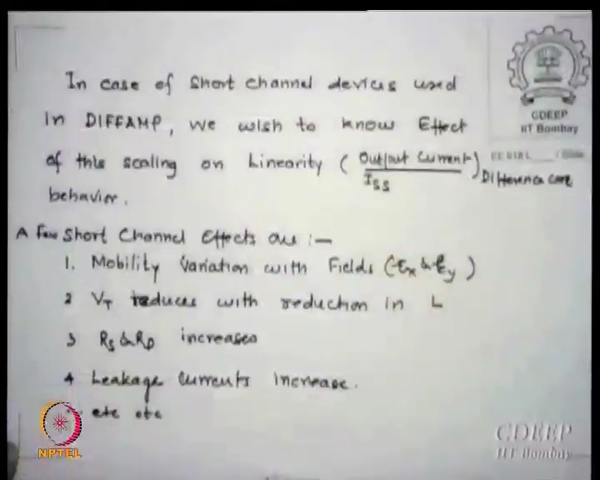 In case of short channel devices used
in DIFFAMP, we wish to know Effect
of this scaling on Linearity ( Output Current / ISS ) Difference case
behavior.
A Few Short Channel Effects are :-
1. Mobility Variation with Fields (Ex & Ey)
2 VT reduces with reduction in L
3 RS & RD increases
4 Leakage currents increase.
etc etc
CDEEP
IIT Bombay
NPTEL
CDEEP
IIT Bombay